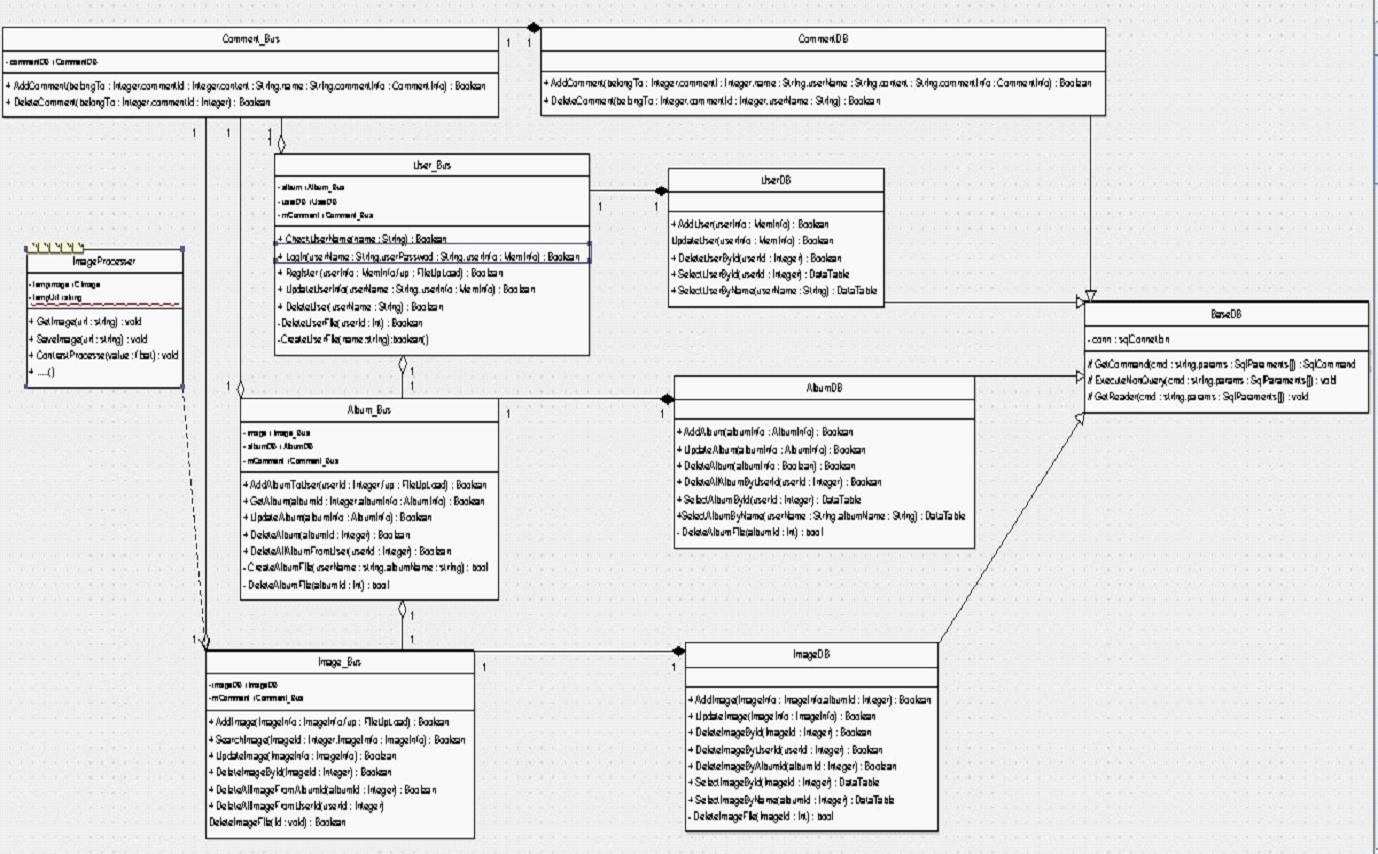 Comment_Bus
- commentDB : CommentDB
+ AddComment(belongTo : Integer,commentId : Integer,content : String,name : String,commentInfo : CommentInfo) : Boolean
+ DeleteComment(belongTo : Integer,commentId : Integer) : Boolean
1
1
CommentDB
+ AddComment(belongTo : Integer,comment : Integer,name : String,userName : String,content : String,commentInfo : CommentInfo) : Boolean
+ DeleteComment(belongTo : Integer,commentId : Integer,userName : String) : Boolean
1
1
1
1
User_Bus
- album : Album_Bus
- userDB : UserDB
- mComment : Comment_Bus
+ CheckUserName(name : String) : Boolean
+ Login(userName : String,userPasswod : String,userInfo : MemInfo) : Boolean
+ Register(userInfo : MemInfo/up : FileUpLoad) : Boolean
+ UpdateUserInfo(userName : String,userInfo : MemInfo) : Boolean
+ DeleteUser(userName : String) : Boolean
- DeleteUserFile(userId : Int) : Boolean
- CreateUserFile(name:string):boolean()
1
1
UserDB
+ AddUser(userInfo : MemInfo) : Boolean
UpdateUser(userInfo : MemInfo) : Boolean
+ DeleteUserById(userId : Integer) : Boolean
+ SelectUserById(userId : Integer) : DataTable
+ SelectUserByName(userName : String) : DataTable
ImageProcesser
- tempImage : CImage
- tempUrl :string
+ GetImage(url : string) : void
+ SaveImage(url : string) : void
+ ContrastProcesse(value : float) : void
+ .....()
BaseDB
- conn : sqlConnetion
# GetCommand(cmd : string,params : SqlParaments[]) : SqlCommand
# ExecuteNonQuery(cmd : string,params : SqlParaments[]) : void
# GetReader(cmd : string,params : SqlParaments[]) : void
1
1
1
Album_Bus
- image : Image_Bus
- albumDB : AlbumDB
- mComment : Comment_Bus
+ AddAlbumToUser(userId : Integer/up : FileUpLoad) : Boolean
+ GetAlbum(albumId : Integer,albumInfo : AlbumInfo) : Boolean
+ UpdateAlbum(albumInfo : AlbumInfo) : Boolean
+ DeleteAlbum(albumId : Integer) : Boolean
+ DeleteAllAlbumFromUser(userId : Integer) : Boolean
- CreateAlbumFile(userName : string,albumName : string) : bool
- DeleteAlbumFile(albumId : Int) : bool
1
1
AlbumDB
+ AddAlbum(albumInfo : AlbumInfo) : Boolean
+ UpdateAlbum(albumInfo : AlbumInfo) : Boolean
+ DeleteAlbum(albumInfo : Boolean) : Boolean
+ DeleteAllAlbumByUserId(userId : Integer) : Boolean
+ SelectAlbumById(userId : Integer) : DataTable
+SelectAlbumByName(userName : String,albumName : String) : DataTable
- DeleteAlbumFile(albumId : Int) : bool
1
1
1
Image_Bus
- imageDB : ImageDB
- mComment : Comment_Bus
+ AddImage(ImageInfo : ImageInfo/up : FileUpLoad) : Boolean
+ SearchImage(ImageId : Integer,ImageInfo : ImageInfo) : Boolean
+ UpdateImage(ImageInfo : ImageInfo) : Boolean
+ DeleteImageById(ImageId : Integer) : Boolean
+ DeleteAllImageFromAlbumId(albumId : Integer) : Boolean
+ DeleteAllImageFromUserId(userId : Integer)
DeleteImageFile(Id : void) : Boolean
1
1
ImageDB
+ AddImage(ImageInfo : ImageInfo,albumId : Integer) : Boolean
+ UpdateImage(ImageInfo : ImageInfo) : Boolean
+ DeleteImageById(ImageId : Integer) : Boolean
+ DeleteImageByUserId(userId : Integer) : Boolean
+ DeleteImageByAlbumId(albumId : Integer) : Boolean
+ SelectImageById(ImageId : Integer) : DataTable
+ SelectImageByName(albumId : Integer) : DataTable
- DeleteImageFile(ImageId : Int) : bool